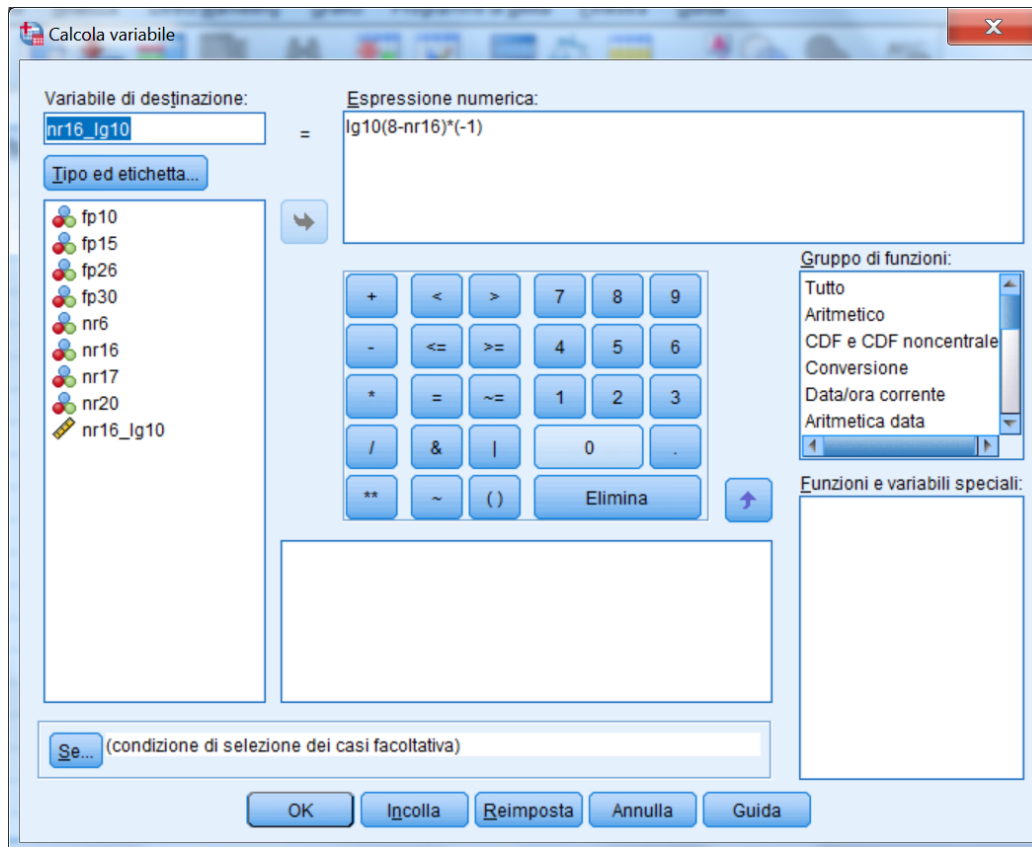 Calcola variabile
Variabile di destinazione:
nr16_lg10
=
Espressione numerica:
lg10(8-nr16)*(-1)
Tipo ed etichetta...
fp10
fp15
fp26
fp30
nr6
nr16
nr17
nr20
nr16_lg10
+ < > 7 8 9
- <= >= 4 5 6
* = ~= 1 2 3
/ & | 0 .
** ~ ( ) Elimina
Gruppo di funzioni:
Tutto
Aritmetico
CDF e CDF noncentrale
Conversione
Data/ora corrente
Aritmetica data
Funzioni e variabili speciali:
Se... (condizione di selezione dei casi facoltativa)
OK Incolla Reimposta Annulla Guida